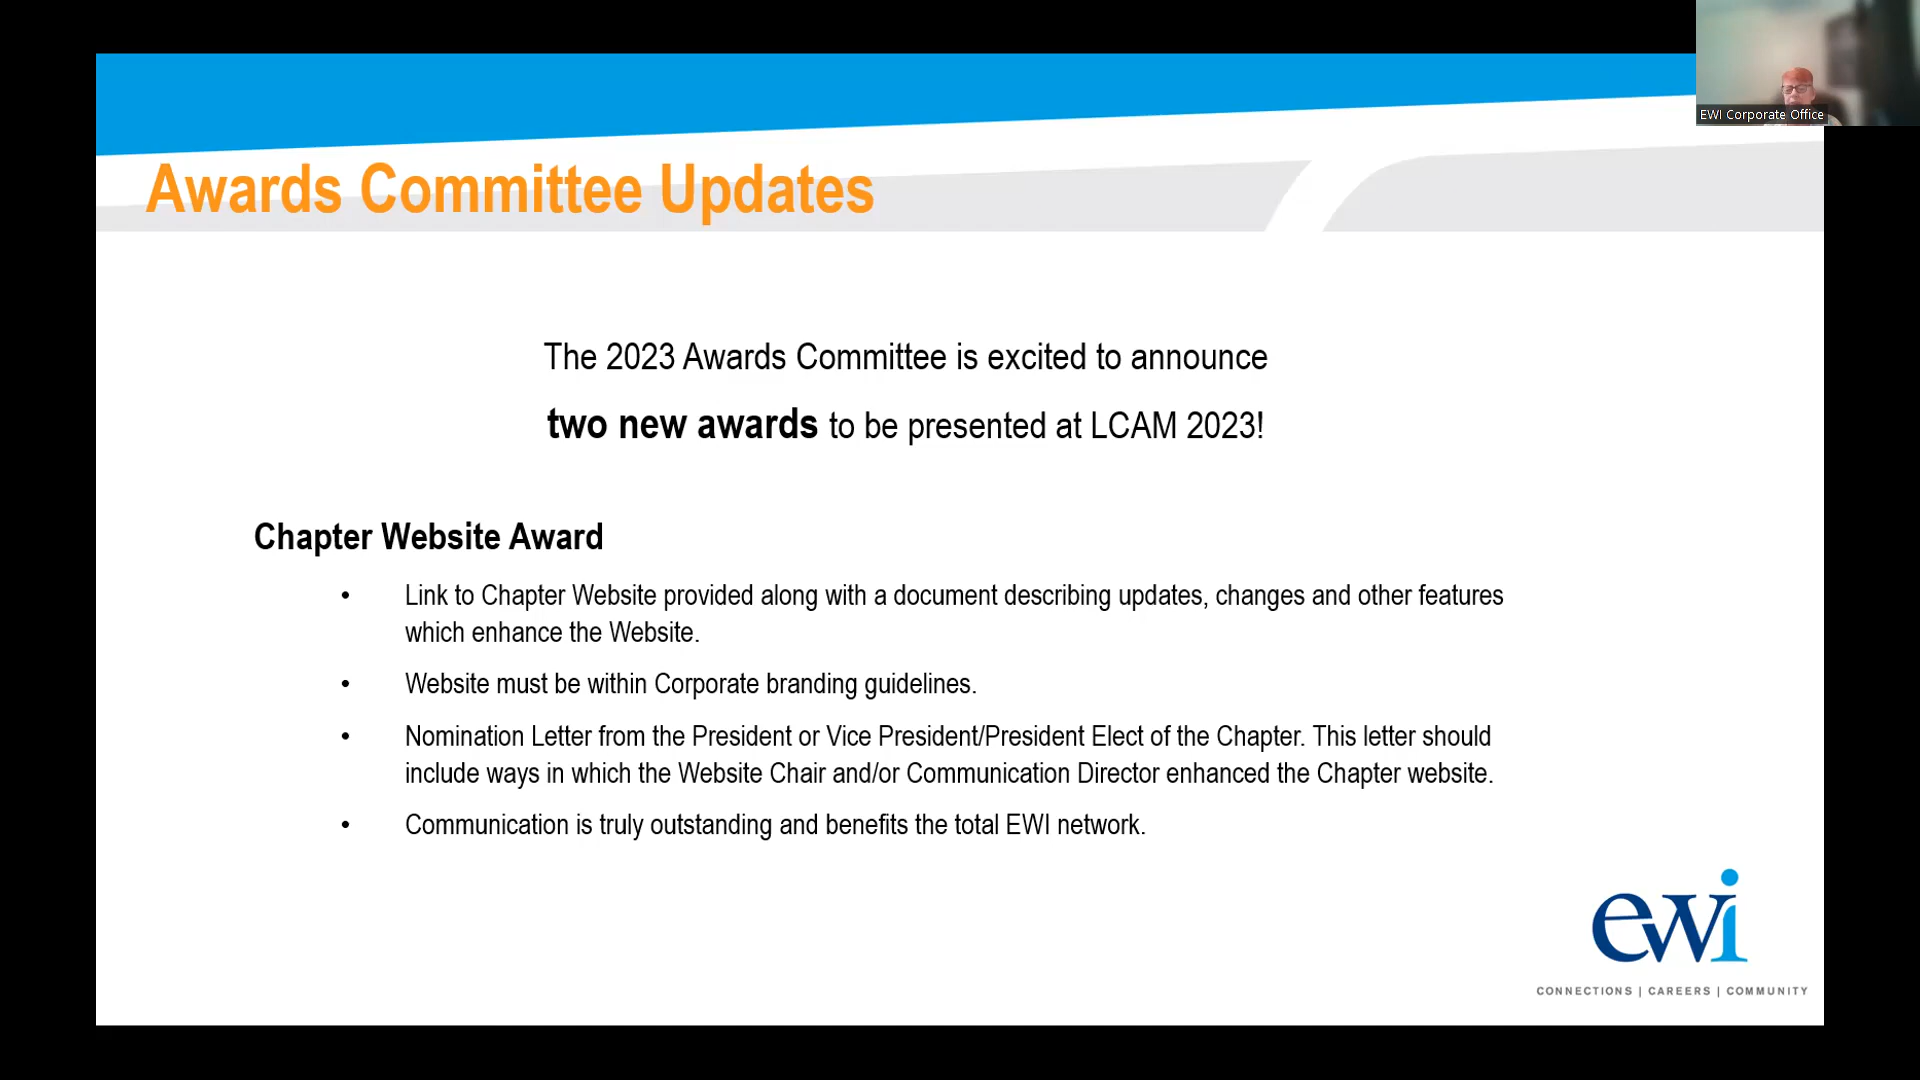 EWI Corporate Office
Awards Committee Updates
The 2023 Awards Committee is excited to announce
two new awards to be presented at LCAM 2023!
Chapter Website Award
• Link to Chapter Website provided along with a document describing updates, changes and other features
which enhance the Website.
• Website must be within Corporate branding guidelines.
• Nomination Letter from the President or Vice President/President Elect of the Chapter. This letter should
include ways in which the Website Chair and/or Communication Director enhanced the Chapter website.
• Communication is truly outstanding and benefits the total EWI network.
ewi
CONNECTIONS | CAREERS | COMMUNITY